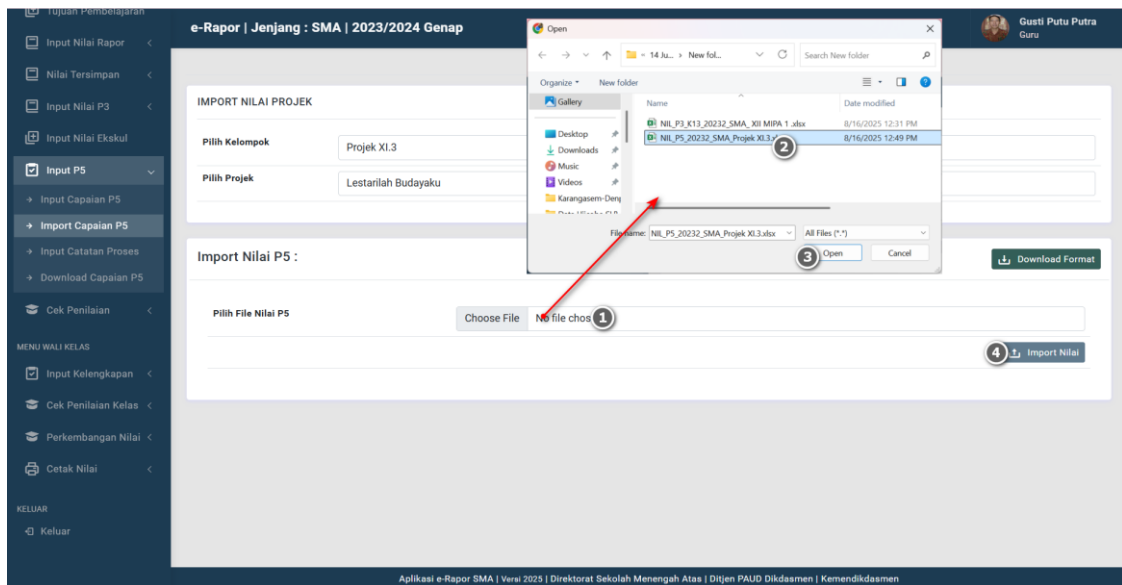 Tujuan Pembelajaran
Input Nilai Rapor
Nilai Tersimpan
Input Nilai P3
Input Nilai Ekskul
Input P5
Input Capaian P5
Import Capaian P5
Input Catatan Proses
Download Capaian P5
Cek Penilaian
MENU WALI KELAS
Input Kelengkapan
Cek Penilaian Kelas
Perkembangan Nilai
Cetak Nilai
KELUAR
Keluar
e-Rapor | Jenjang : SMA | 2023/2024 Genap
Gusti Putu Putra
Guru
IMPORT NILAI PROJEK
Pilih Kelompok
Projek XI.3
Pilih Projek
Lestarilah Budayaku
Open
14 Ju... > New fol...
Search New folder
Organize
New folder
Gallery
Desktop
Downloads
Music
Videos
Karangasem-Denp
Name
Date modified
NIL_P3_K13_20232_SMA_ XII MIPA 1 .xlsx
8/16/2025 12:31 PM
NIL_P5_20232_SMA_Projek XI.3
8/16/2025 12:49 PM
2
File name:
NIL_P5_20232_SMA_Projek XI.3.xlsx
All Files (*.*)
3
Open
Cancel
Import Nilai P5 :
Download Format
Pilih File Nilai P5
Choose File
No file chos
1
4
Import Nilai
Aplikasi e-Rapor SMA | Versi 2025 | Direktorat Sekolah Menengah Atas | Ditjen PAUD Dikdasmen | Kemendikdasmen